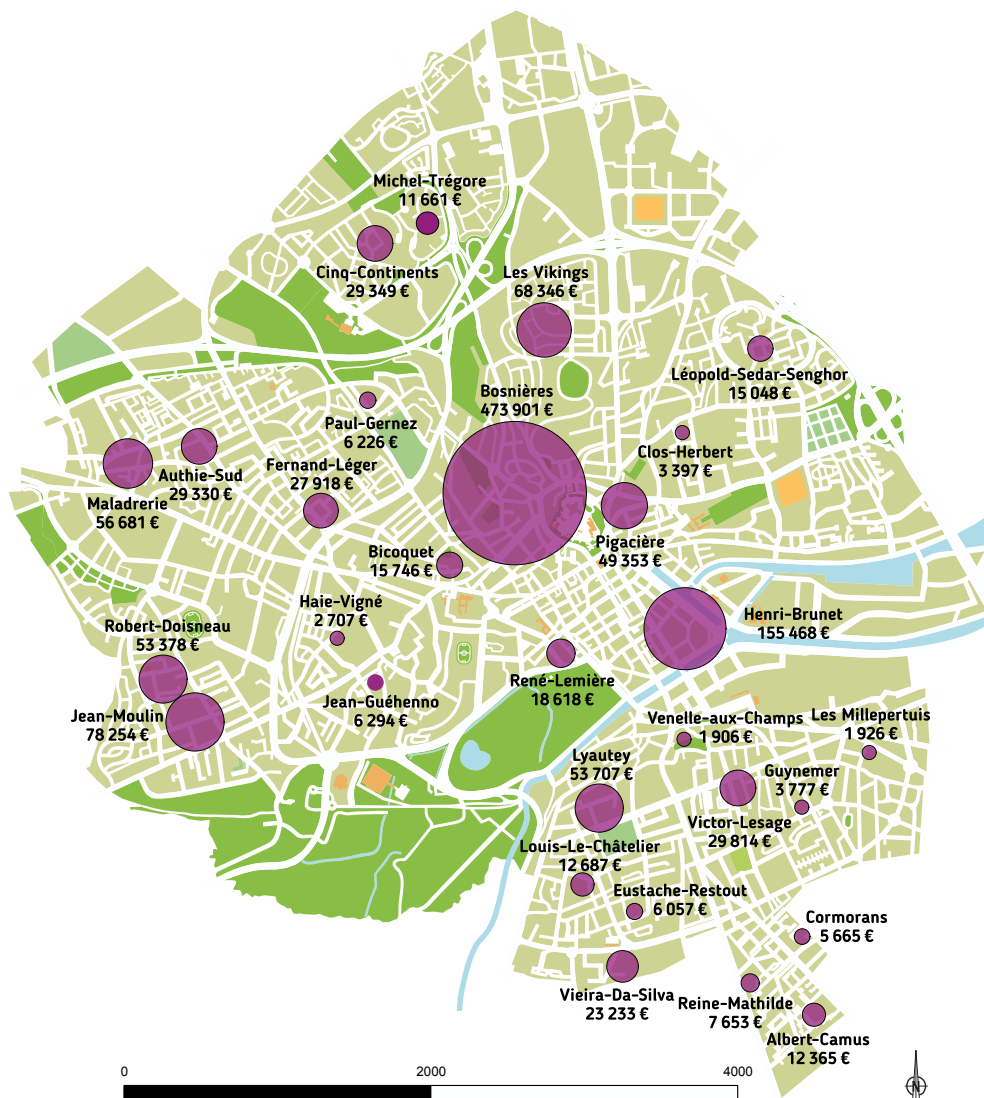 Michel-Trégore
11 661 €
Cinq-Continents
29 349 €
Les Vikings
68 346 €
Léopold-Sedar-Senghor
15 048 €
Bosnières
473 901 €
Paul-Gernez
6 226 €
Clos-Herbert
3 397 €
Fernand-Léger
27 918 €
Authie-Sud
29 330 €
Maladrerie
56 681 €
Pigacière
49 353 €
Bicoquet
15 746 €
Haie-Vigné
2 707 €
Henri-Brunet
155 468 €
Robert-Doisneau
53 378 €
René-Lemière
18 618 €
Jean-Guéhenno
6 294 €
Jean-Moulin
78 254 €
Venelle-aux-Champs
1 906 €
Les Millepertuis
1 926 €
Lyautey
53 707 €
Guynemer
3 777 €
Victor-Lesage
29 814 €
Louis-Le-Châtelier
12 687 €
Eustache-Restout
6 057 €
Cormorans
5 665 €
Vieira-Da-Silva
23 233 €
Reine-Mathilde
7 653 €
Albert-Camus
12 365 €
0 2000 4000
N